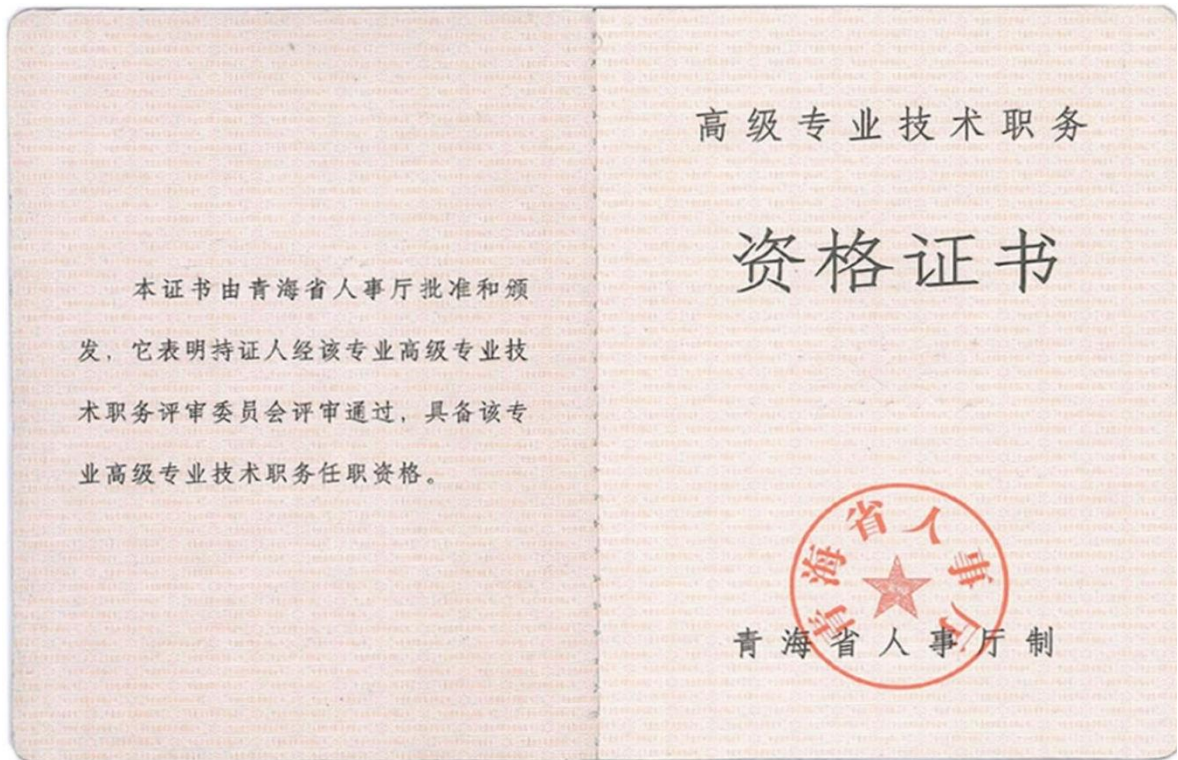 本证书由青海省人事厅批准和颁
发，它表明持证人经该专业高级专业技
术职务评审委员会评审通过，具备该专
业高级专业技术职务任职资格。
高级专业技术职务
资格证书
青海省人事厅
青海省人事厅制